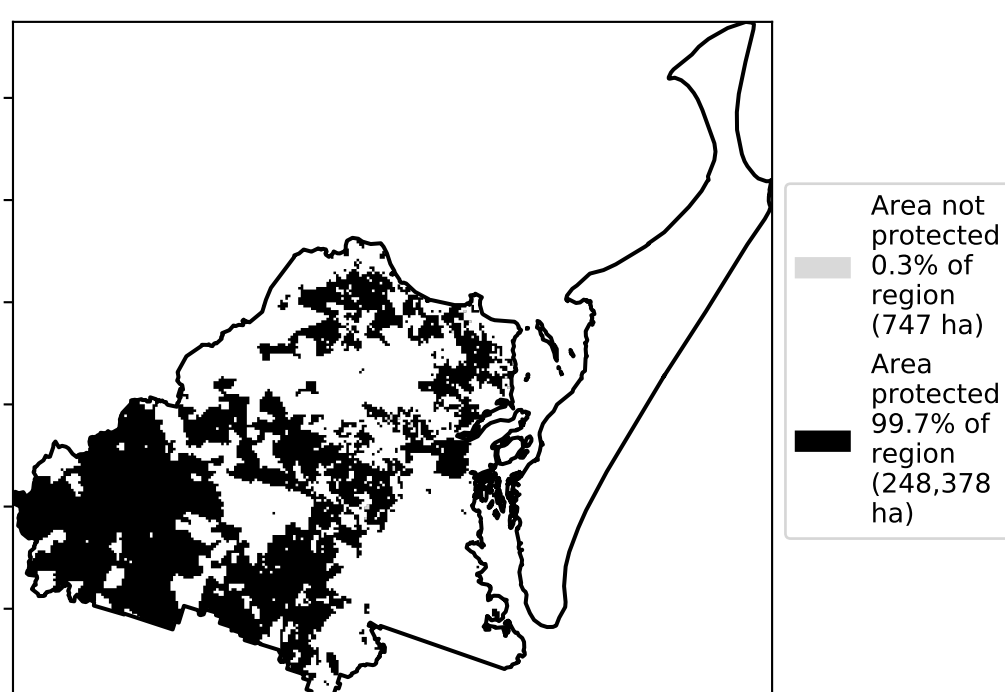 Area not
protected
0.3% of
region
(747 ha)
Area
protected
99.7% of
region
(248,378
ha)